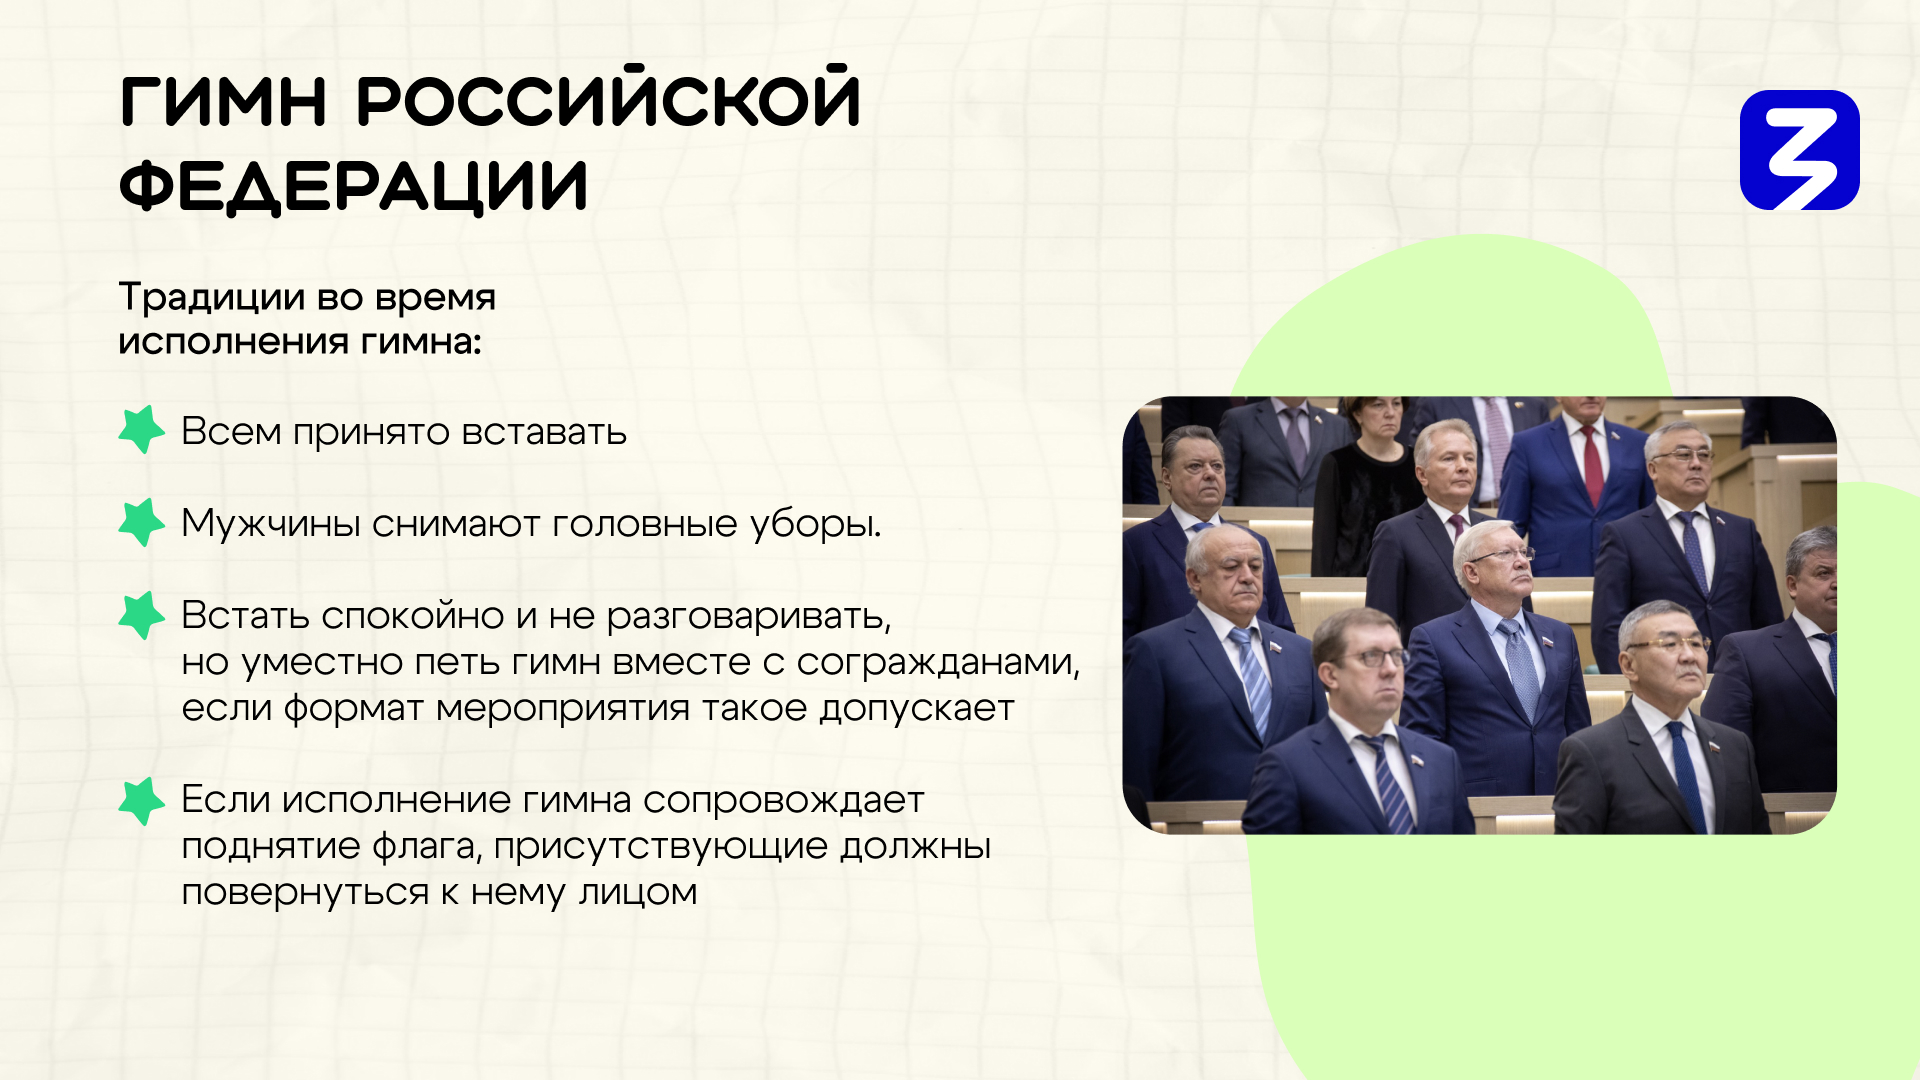 ГИМН РОССИЙСКОЙ
ФЕДЕРАЦИИ
Традиции во время
исполнения гимна:
Всем принято вставать
Мужчины снимают головные уборы.
Встать спокойно и не разговаривать,
но уместно петь гимн вместе с согражданами,
если формат мероприятия такое допускает
Если исполнение гимна сопровождает
поднятие флага, присутствующие должны
повернуться к нему лицом